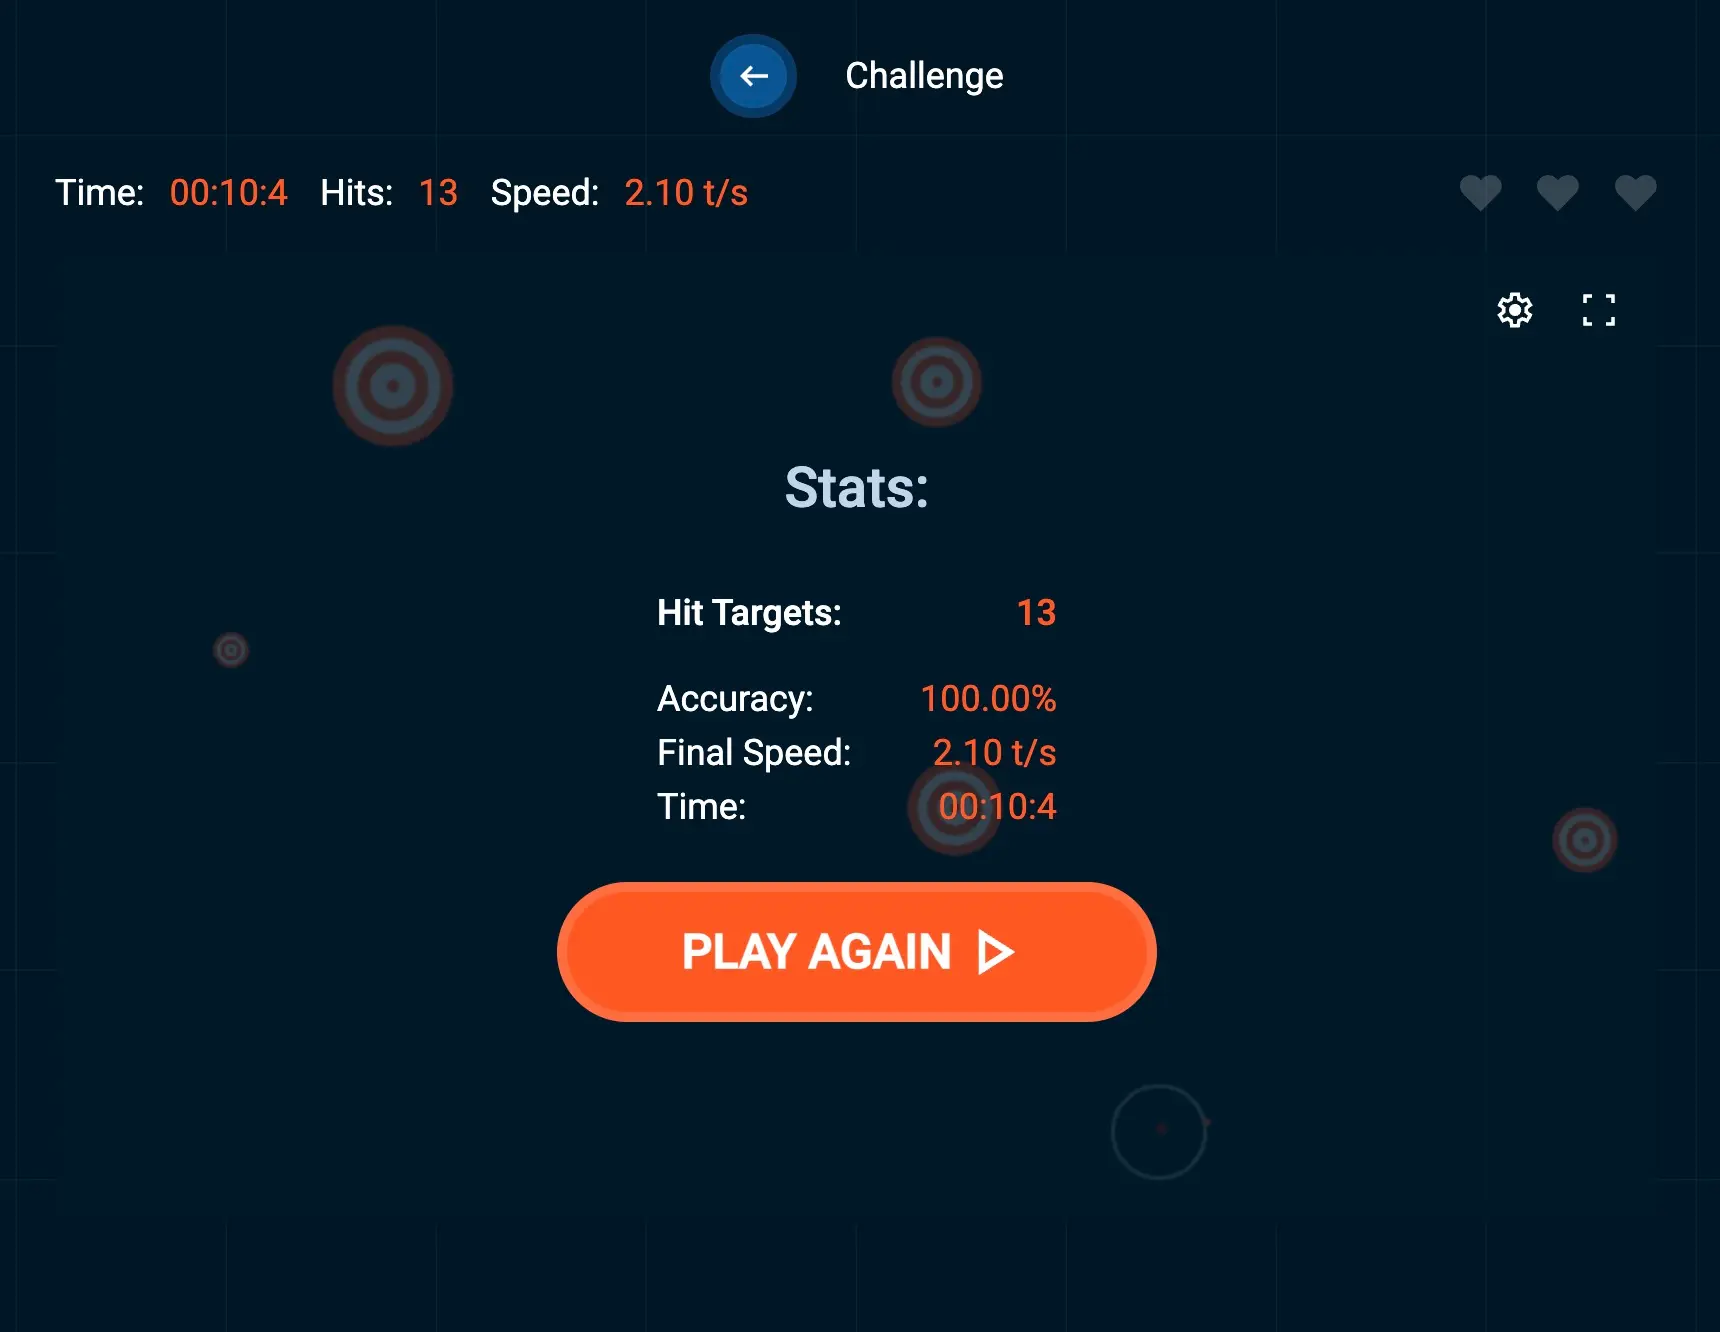 Challenge
Time: 00:10:4 Hits: 13 Speed: 2.10 t/s
Stats:
Hit Targets: 13
Accuracy: 100.00%
Final Speed: 2.10 t/s
Time: 00:10:4
PLAY AGAIN